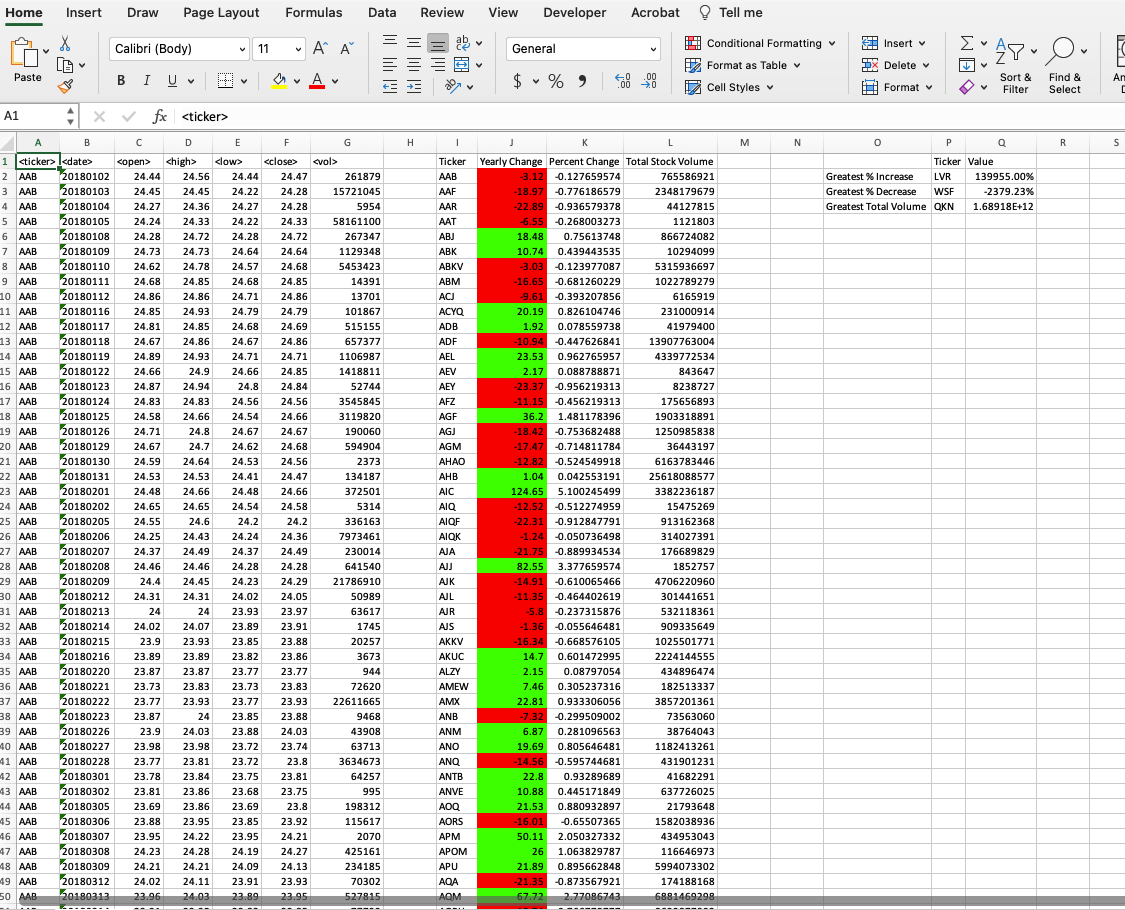 Home Insert Draw Page Layout Formulas Data Review View Developer Acrobat Tell me
Paste Calibri (Body) 11 A A ab General Conditional Formatting Insert Σ A Z
B I U A $ % Format as Table Delete Sort & Filter Find & Select An
Cell Styles Format
A1 fx <ticker>
A B C D E F G H I J K L M N O P Q R S
1 <ticker> <date> <open> <high> <low> <close> <vol> Ticker Yearly Change Percent Change Total Stock Volume Ticker Value
2 AAB 20180102 24.44 24.56 24.44 24.47 261879 AAB -3.12 -0.127659574 765586921 Greatest % Increase LVR 139955.00%
3 AAB 20180103 24.45 24.45 24.22 24.28 15721045 AAF -18.97 -0.776186579 2348179679 Greatest % Decrease WSF -2379.23%
4 AAB 20180104 24.27 24.36 24.27 24.28 5954 AAR -22.89 -0.936579378 44127815 Greatest Total Volume QKN 1.68918E+12
5 AAB 20180105 24.24 24.33 24.22 24.33 58161100 AAT -6.55 -0.268003273 1121803
6 AAB 20180108 24.28 24.72 24.28 24.72 267347 ABJ 18.48 0.75613748 866724082
7 AAB 20180109 24.73 24.73 24.64 24.64 1129348 ABK 10.74 0.439443535 10294099
8 AAB 20180110 24.62 24.78 24.57 24.68 5453423 ABKV -3.03 -0.123977087 5315936697
9 AAB 20180111 24.68 24.85 24.68 24.85 14391 ABM -16.65 -0.681260229 1022789279
10 AAB 20180112 24.86 24.86 24.71 24.86 13701 ACJ -9.61 -0.393207856 6165919
11 AAB 20180116 24.85 24.93 24.79 24.79 101867 ACYQ 20.19 0.826104746 231000914
12 AAB 20180117 24.81 24.85 24.68 24.69 515155 ADB 1.92 0.078559738 41979400
13 AAB 20180118 24.67 24.86 24.67 24.86 657377 ADF -10.94 -0.447626841 13907763004
14 AAB 20180119 24.89 24.93 24.71 24.71 1106987 AEL 23.53 0.962765957 4339772534
15 AAB 20180122 24.66 24.9 24.66 24.85 1418811 AEV 2.17 0.088788871 843647
16 AAB 20180123 24.87 24.94 24.8 24.84 52744 AEY -23.37 -0.956219313 8238727
17 AAB 20180124 24.83 24.83 24.56 24.56 3545845 AFZ -11.15 -0.456219313 175656893
18 AAB 20180125 24.58 24.66 24.54 24.66 3119820 AGF 36.2 1.481178396 1903318891
19 AAB 20180126 24.71 24.8 24.67 24.67 190060 AGJ -18.42 -0.753682488 1250985838
20 AAB 20180129 24.67 24.7 24.62 24.68 594904 AGM -17.47 -0.714811784 36443197
21 AAB 20180130 24.59 24.64 24.53 24.56 2373 AHAO -12.82 -0.524549918 6163783446
22 AAB 20180131 24.53 24.53 24.41 24.47 134187 AHB 1.04 0.042553191 25618088577
23 AAB 20180201 24.48 24.66 24.48 24.66 372501 AIC 124.65 5.100245499 3382236187
24 AAB 20180202 24.65 24.65 24.54 24.58 5314 AIQ -12.52 -0.512274959 15475269
25 AAB 20180205 24.55 24.6 24.2 24.2 336163 AIQF -22.31 -0.912847791 913162368
26 AAB 20180206 24.25 24.43 24.24 24.36 7973461 AIQK -1.24 -0.050736498 314027391
27 AAB 20180207 24.37 24.49 24.37 24.49 230014 AJA -21.75 -0.889934534 176689829
28 AAB 20180208 24.46 24.46 24.28 24.28 641540 AJJ 82.55 3.377659574 1852757
29 AAB 20180209 24.4 24.45 24.23 24.29 21786910 AJK -14.91 -0.610065466 4706220960
30 AAB 20180212 24.31 24.31 24.02 24.05 50989 AJL -11.35 -0.464402619 301441651
31 AAB 20180213 24 24 23.93 23.97 63617 AJR -5.8 -0.237315876 532118361
32 AAB 20180214 24.02 24.07 23.89 23.91 1745 AJS -1.36 -0.055646481 909335649
33 AAB 20180215 23.9 23.93 23.85 23.88 20257 AKKV -16.34 -0.668576105 1025501771
34 AAB 20180216 23.89 23.89 23.82 23.86 3673 AKUC 14.7 0.601472995 2224144555
35 AAB 20180220 23.87 23.87 23.77 23.77 944 ALZY 2.15 0.08797054 434896474
36 AAB 20180221 23.73 23.83 23.73 23.83 72620 AMEW 7.46 0.305237316 182513337
37 AAB 20180222 23.77 23.93 23.77 23.93 22611665 AMX 22.81 0.933306056 3857201361
38 AAB 20180223 23.87 24 23.85 23.88 9468 ANB -7.32 -0.299509002 73563060
39 AAB 20180226 23.9 24.03 23.88 24.03 43908 ANM 6.87 0.281096563 38764043
40 AAB 20180227 23.98 23.98 23.72 23.74 63713 ANO 19.69 0.805646481 1182413261
41 AAB 20180228 23.77 23.81 23.72 23.8 3634673 ANQ -14.56 -0.595744681 431901231
42 AAB 20180301 23.78 23.84 23.75 23.81 64257 ANTB 22.8 0.93289689 41682291
43 AAB 20180302 23.81 23.86 23.68 23.75 995 ANVE 10.88 0.445171849 637726025
44 AAB 20180305 23.69 23.86 23.69 23.8 198312 AOQ 21.53 0.880932897 21793648
45 AAB 20180306 23.88 23.95 23.85 23.92 115617 AORS -16.01 -0.65507365 1582038936
46 AAB 20180307 23.95 24.22 23.95 24.21 2070 APM 50.11 2.050327332 434953043
47 AAB 20180308 24.23 24.28 24.19 24.27 425161 APOM 26 1.063829787 116646973
48 AAB 20180309 24.21 24.21 24.09 24.13 234185 APU 21.89 0.895662848 5994073302
49 AAB 20180312 24.02 24.11 23.91 23.93 70302 AQA -21.35 -0.873567921 174188168
50 AAB 20180313 23.96 24.03 23.89 23.95 527815 AQM 67.72 2.77086743 6881469298